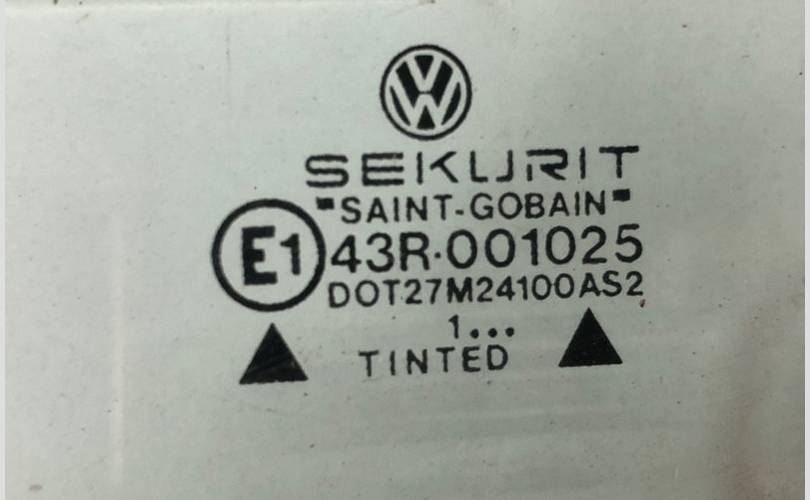 SEKURIT
"SAINT-GOBAIN"
E1 43R·001025
DOT27M24100AS2
1...
TINTED